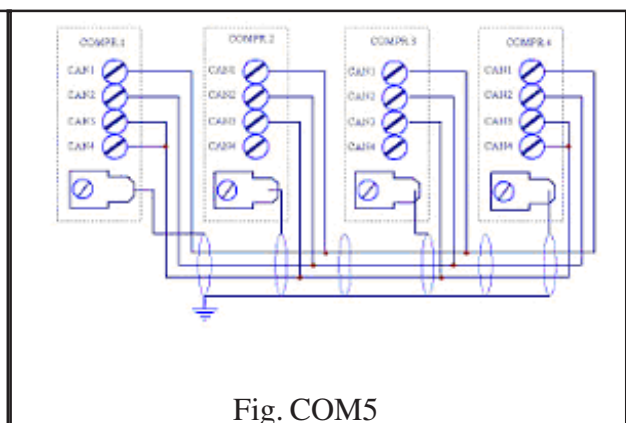 COMPR.1 COMPR.2 COMPR.3 COMPR.4
CAN1 CAN1 CAN1 CAN1
CAN2 CAN2 CAN2 CAN2
CAN3 CAN3 CAN3 CAN3
CAN4 CAN4 CAN4 CAN4
Fig. COM5